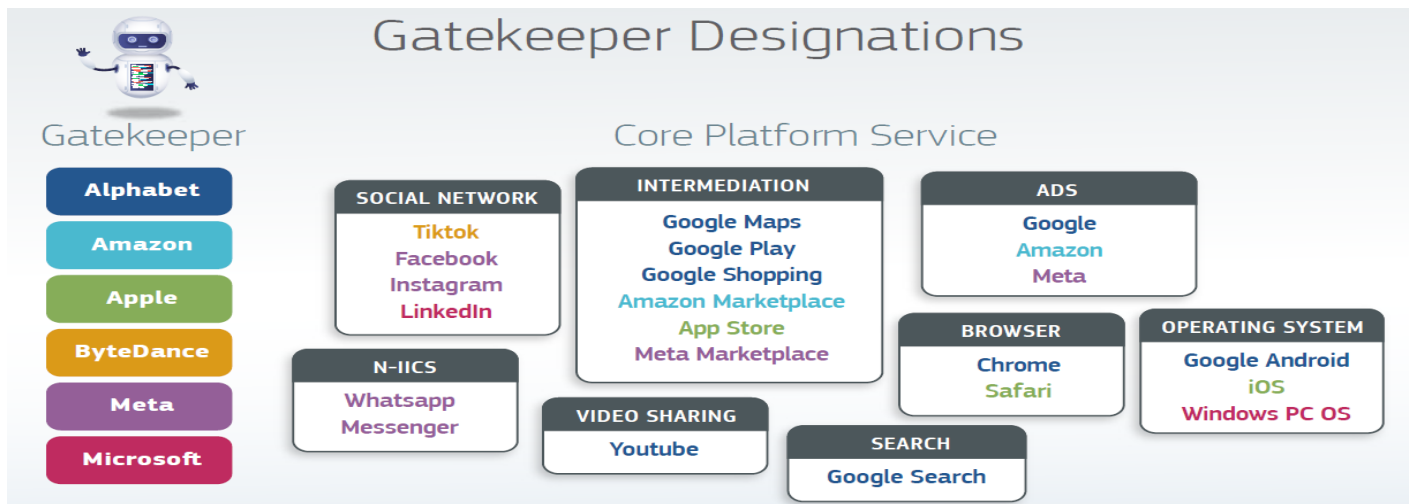 Gatekeeper Designations
Gatekeeper
Core Platform Service
Alphabet
Amazon
Apple
ByteDance
Meta
Microsoft
SOCIAL NETWORK
Tiktok
Facebook
Instagram
LinkedIn
INTERMEDIATION
Google Maps
Google Play
Google Shopping
Amazon Marketplace
App Store
Meta Marketplace
ADS
Google
Amazon
Meta
N-IICS
Whatsapp
Messenger
VIDEO SHARING
Youtube
BROWSER
Chrome
Safari
OPERATING SYSTEM
Google Android
iOS
Windows PC OS
SEARCH
Google Search